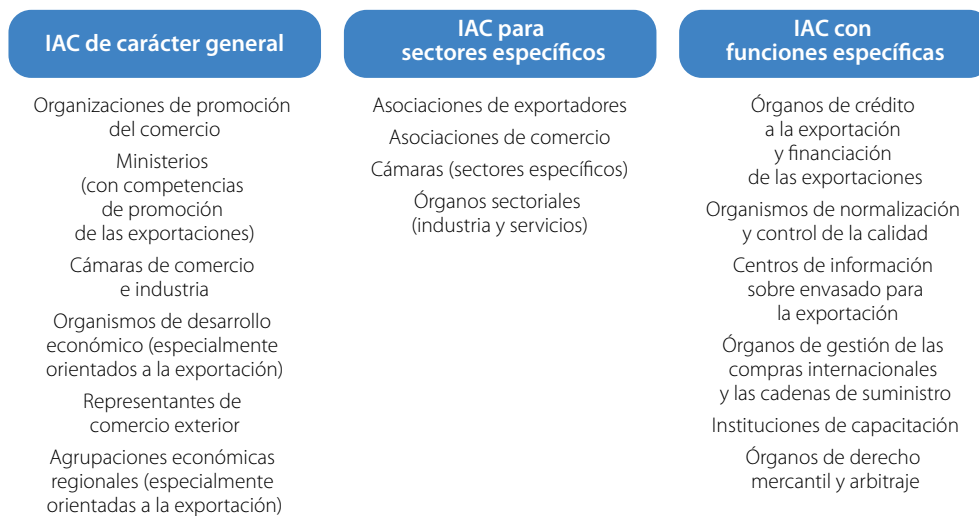 IAC de carácter general
Organizaciones de promoción
del comercio
Ministerios
(con competencias
de promoción
de las exportaciones)
Cámaras de comercio
e industria
Organismos de desarrollo
económico (especialmente
orientados a la exportación)
Representantes de
comercio exterior
Agrupaciones económicas
regionales (especialmente
orientadas a la exportación)
IAC para
sectores específicos
Asociaciones de exportadores
Asociaciones de comercio
Cámaras (sectores específicos)
Órganos sectoriales
(industria y servicios)
IAC con
funciones específicas
Órganos de crédito
a la exportación
y financiación
de las exportaciones
Organismos de normalización
y control de la calidad
Centros de información
sobre envasado para
la exportación
Órganos de gestión de las
compras internacionales
y las cadenas de suministro
Instituciones de capacitación
Órganos de derecho
mercantil y arbitraje